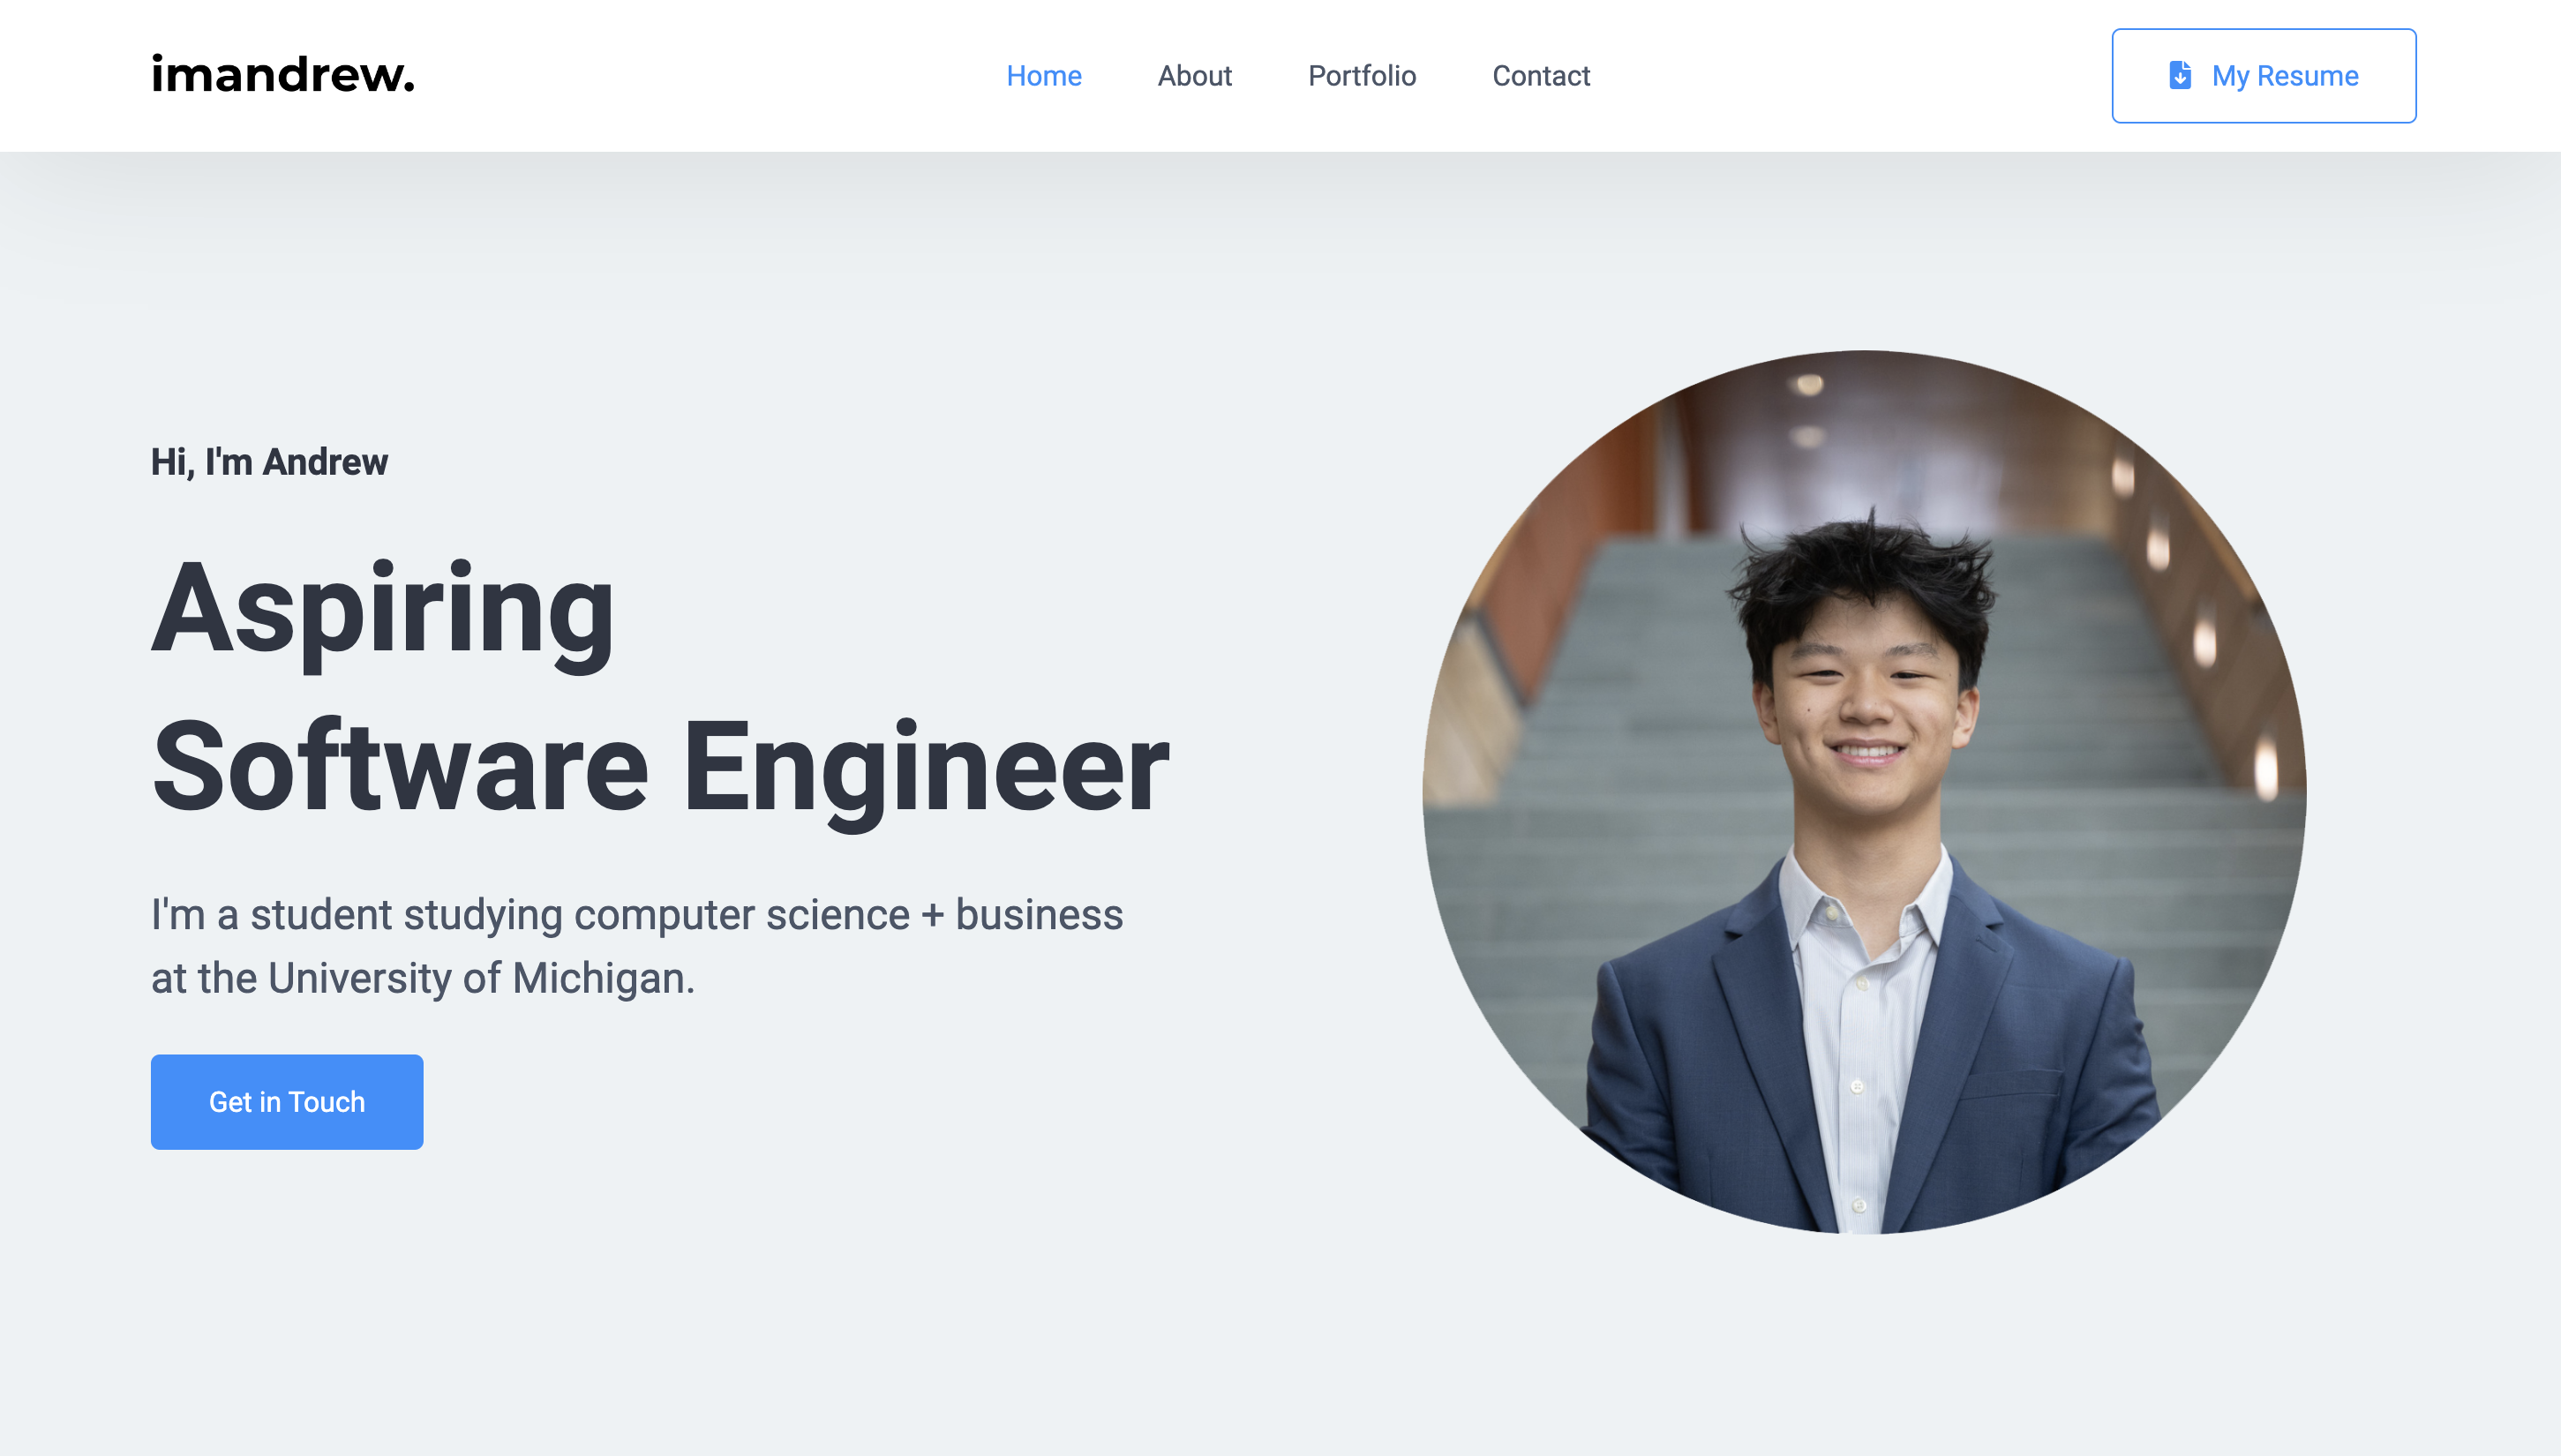 imandrew.
Home
About
Portfolio
Contact
My Resume
Hi, I'm Andrew
Aspiring
Software Engineer
I'm a student studying computer science + business
at the University of Michigan.
Get in Touch